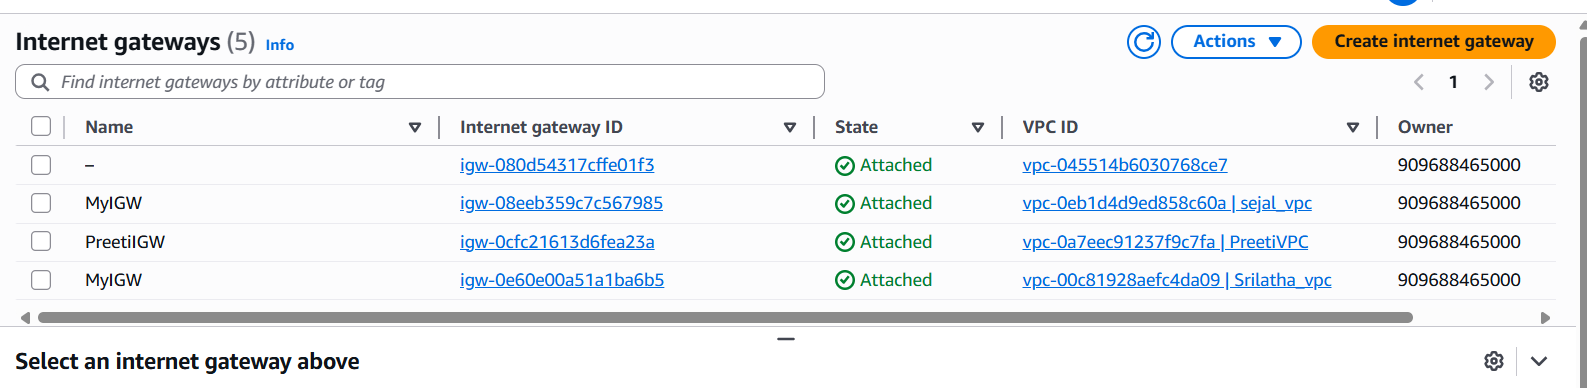 Internet gateways (5) Info
Actions
Create internet gateway
Find internet gateways by attribute or tag
1
Name Internet gateway ID State VPC ID Owner
– igw-080d54317cffe01f3 Attached vpc-045514b6030768ce7 909688465000
MyIGW igw-08eeb359c7c567985 Attached vpc-0eb1d4d9ed858c60a | sejal_vpc 909688465000
PreetiIGW igw-0cfc21613d6fea23a Attached vpc-0a7eec91237f9c7fa | PreetiVPC 909688465000
MyIGW igw-0e60e00a51a1ba6b5 Attached vpc-00c81928aefc4da09 | Srilatha_vpc 909688465000
Select an internet gateway above